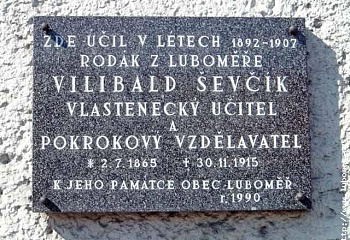 ZDE UČIL V LETECH 1892-1907
RODÁK Z LUBOMĚŘE
VILIBALD ŠEVČÍK
VLASTENECKÝ UČITEL
A
POKROKOVÝ VZDĚLAVATEL
* 2.7.1865 † 30.11.1915
K JEHO PAMÁTCE OBEC LUBOMĚŘ
r. 1990